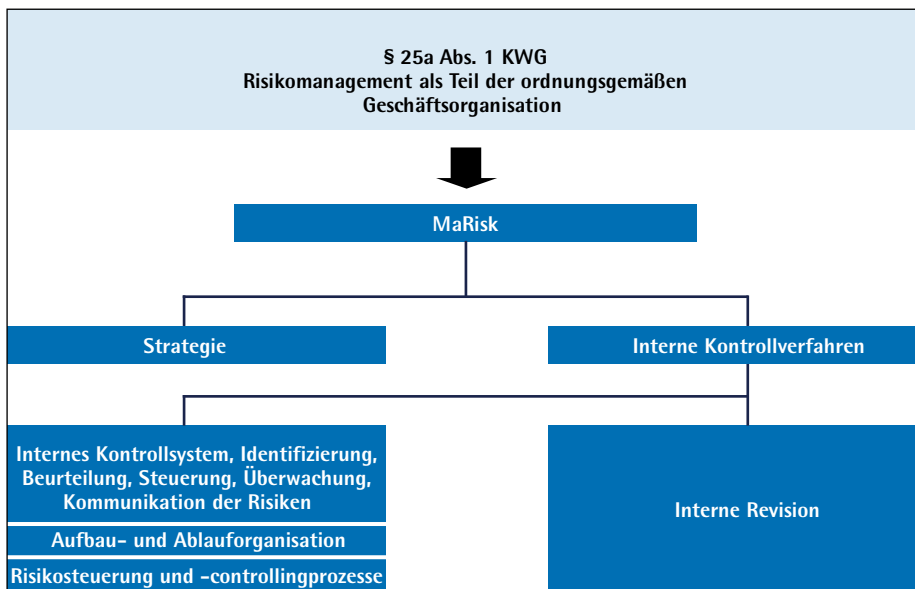 § 25a Abs. 1 KWG
Risikomanagement als Teil der ordnungsgemäßen
Geschäftsorganisation
MaRisk
Strategie
Interne Kontrollverfahren
Internes Kontrollsystem, Identifizierung,
Beurteilung, Steuerung, Überwachung,
Kommunikation der Risiken
Aufbau- und Ablauforganisation
Risikosteuerung und -controllingprozesse
Interne Revision